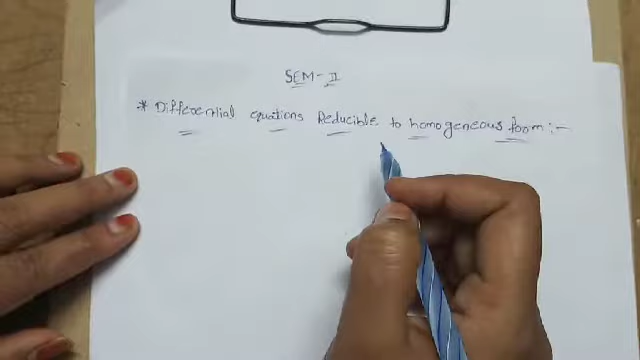 SEM-II
* Differential equations Reducible to homogeneous form :-